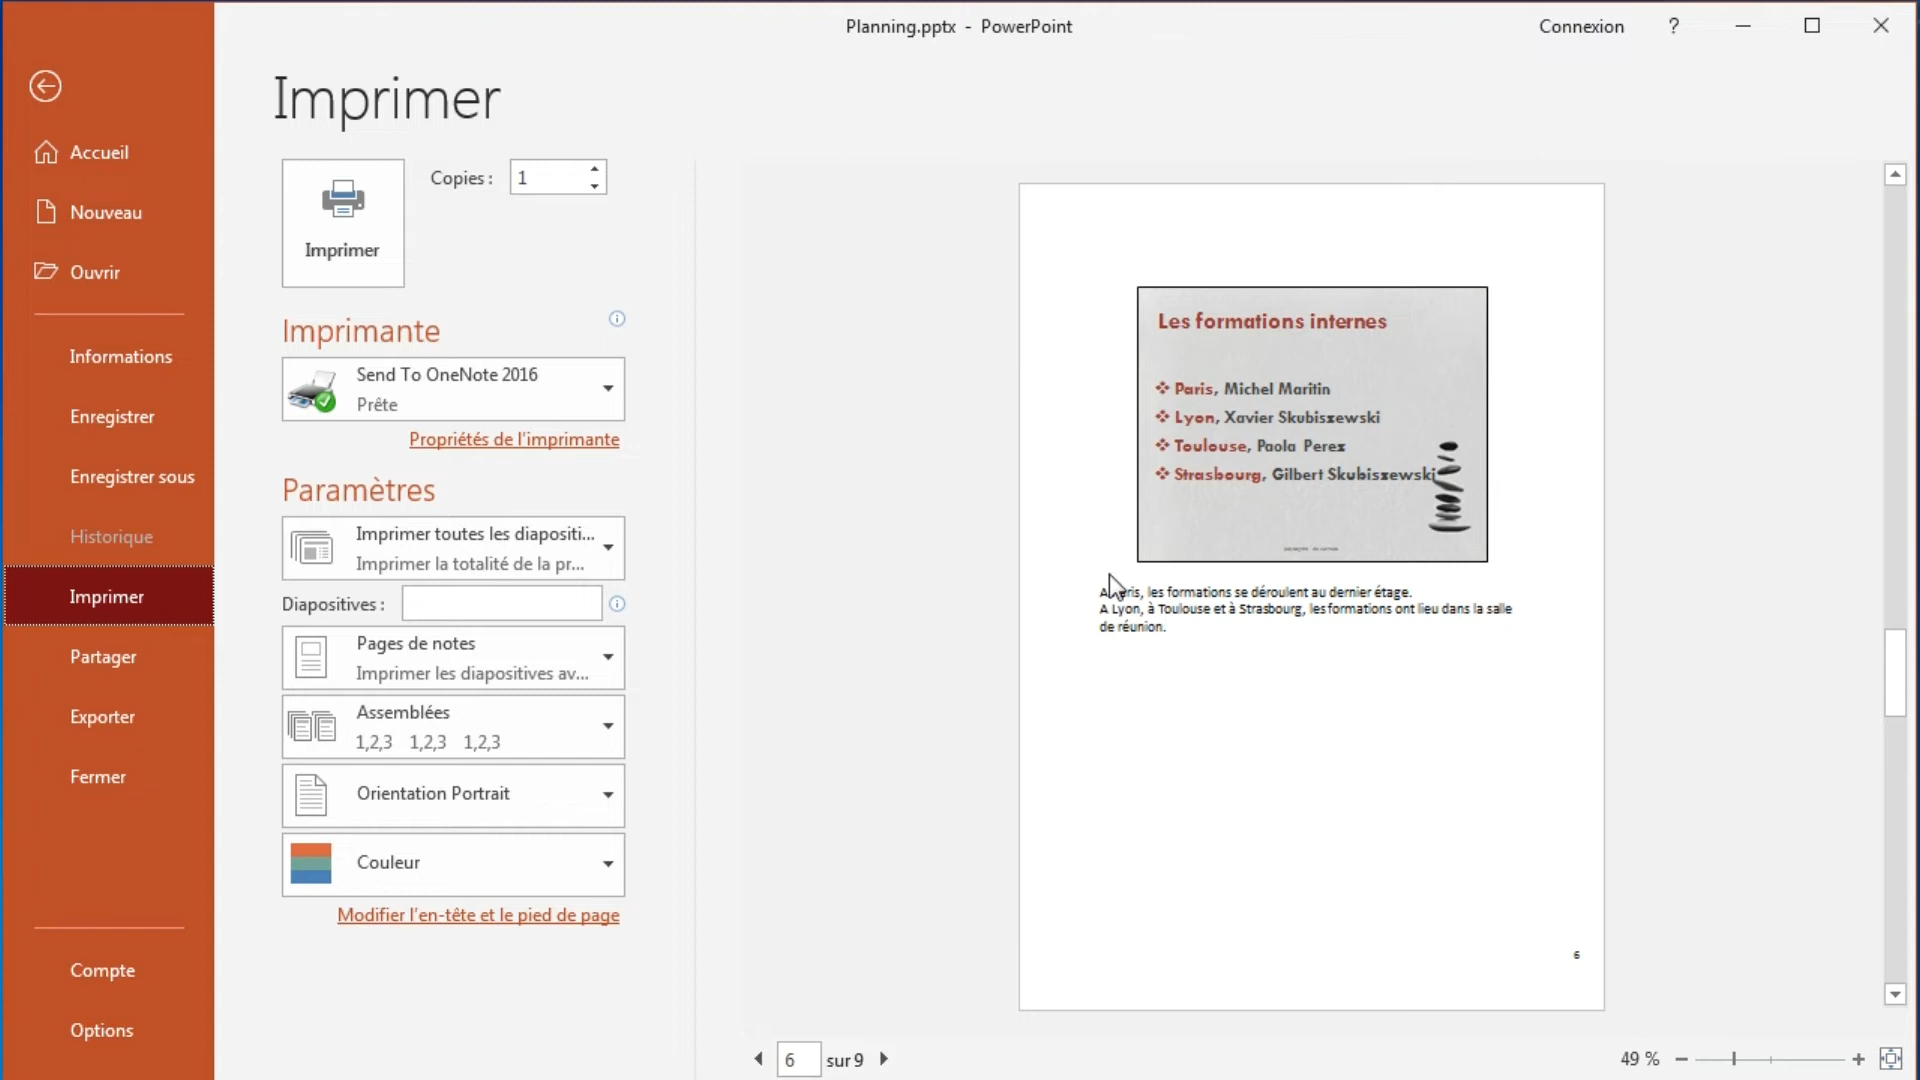 Planning.pptx - PowerPoint
Connexion
?
Imprimer
Accueil
Nouveau
Ouvrir
Informations
Enregistrer
Enregistrer sous
Historique
Imprimer
Partager
Exporter
Fermer
Compte
Options
Imprimer
Copies :
1
Imprimante
Send To OneNote 2016
Prête
Propriétés de l'imprimante
Paramètres
Imprimer toutes les diapositi...
Imprimer la totalité de la pr...
Diapositives :
Pages de notes
Imprimer les diapositives av...
Assemblées
1,2,3 1,2,3 1,2,3
Orientation Portrait
Couleur
Modifier l'en-tête et le pied de page
Les formations internes
Paris, Michel Maritin
Lyon, Xavier Skubiszewski
Toulouse, Paola Perez
Strasbourg, Gilbert Skubiszewski
A Paris, les formations se déroulent au dernier étage.
A Lyon, à Toulouse et à Strasbourg, les formations ont lieu dans la salle
de réunion.
6
6 sur 9
49 %